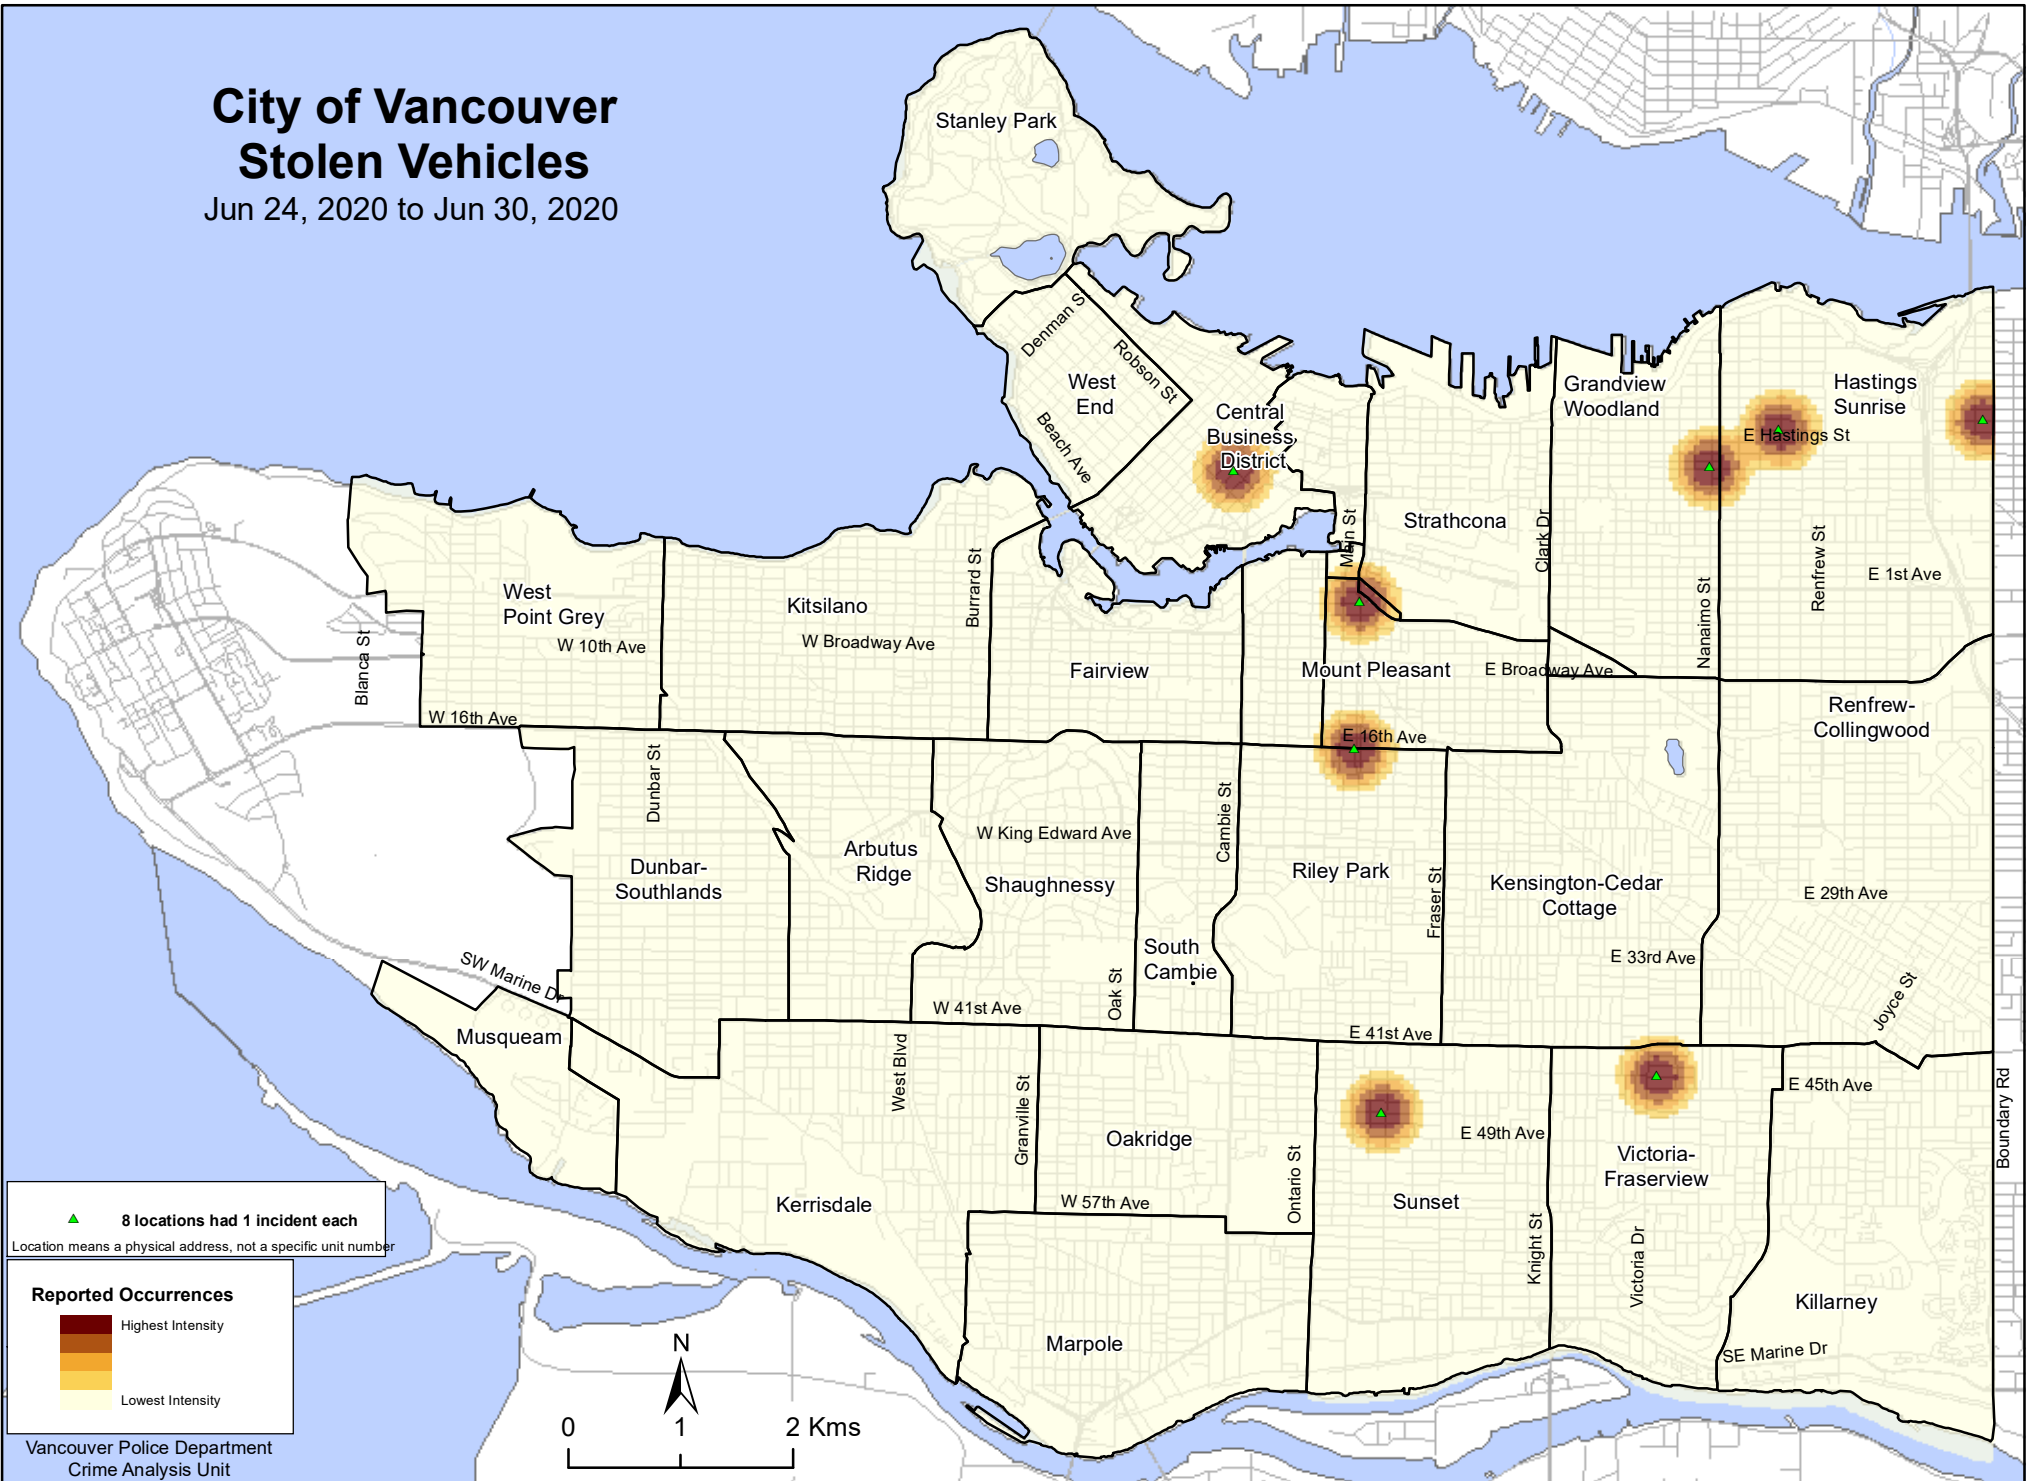 City of Vancouver
Stolen Vehicles
Jun 24, 2020 to Jun 30, 2020
Stanley Park
Denman St
Robson St
West
End
Beach Ave
Central
Business
District
Grandview
Woodland
Hastings
Sunrise
E Hastings St
Strathcona
Main St
Clark Dr
Nanaimo St
Renfrew St
E 1st Ave
West
Point Grey
W 10th Ave
Kitsilano
W Broadway Ave
Burrard St
Blanca St
W 16th Ave
Fairview
Mount Pleasant
E Broadway Ave
E 16th Ave
Renfrew-
Collingwood
Dunbar St
Dunbar-
Southlands
Arbutus
Ridge
W King Edward Ave
Shaughnessy
Cambie St
Riley Park
Fraser St
Kensington-Cedar
Cottage
E 29th Ave
E 33rd Ave
South
Cambie
Oak St
Joyce St
SW Marine Dr
W 41st Ave
E 41st Ave
Musqueam
West Blvd
Granville St
Oakridge
Ontario St
E 49th Ave
E 45th Ave
Boundary Rd
Victoria-
Fraserview
Kerrisdale
W 57th Ave
Sunset
Knight St
Victoria Dr
Killarney
Marpole
SE Marine Dr
8 locations had 1 incident each
Location means a physical address, not a specific unit number
Reported Occurrences
Highest Intensity
Lowest Intensity
Vancouver Police Department
Crime Analysis Unit
N
0 1 2 Kms